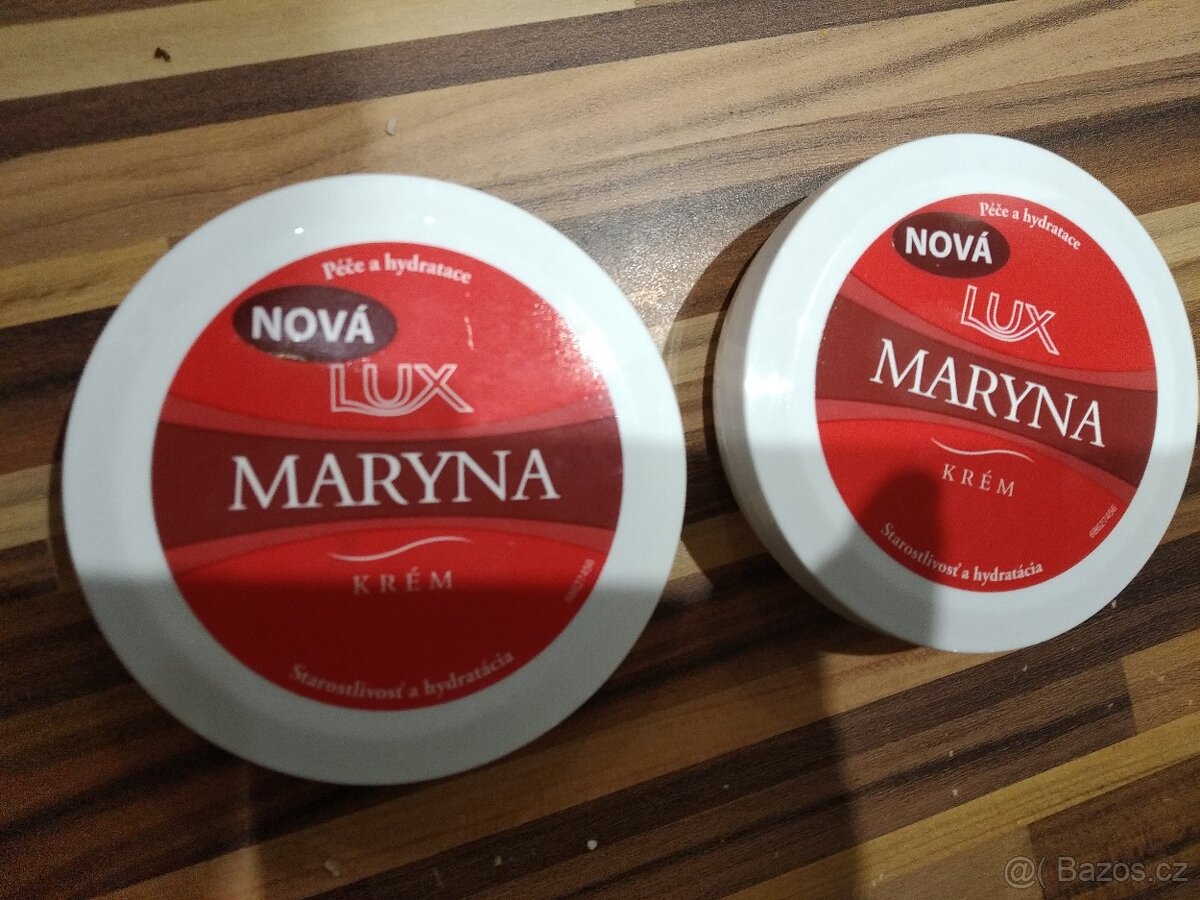 Péče a hydratace
NOVÁ
LUX
MARYNA
KRÉM
Starostlivosť a hydratácia
Péče a hydratace
NOVÁ
LUX
MARYNA
KRÉM
Starostlivosť a hydratácia
@( Bazos.cz